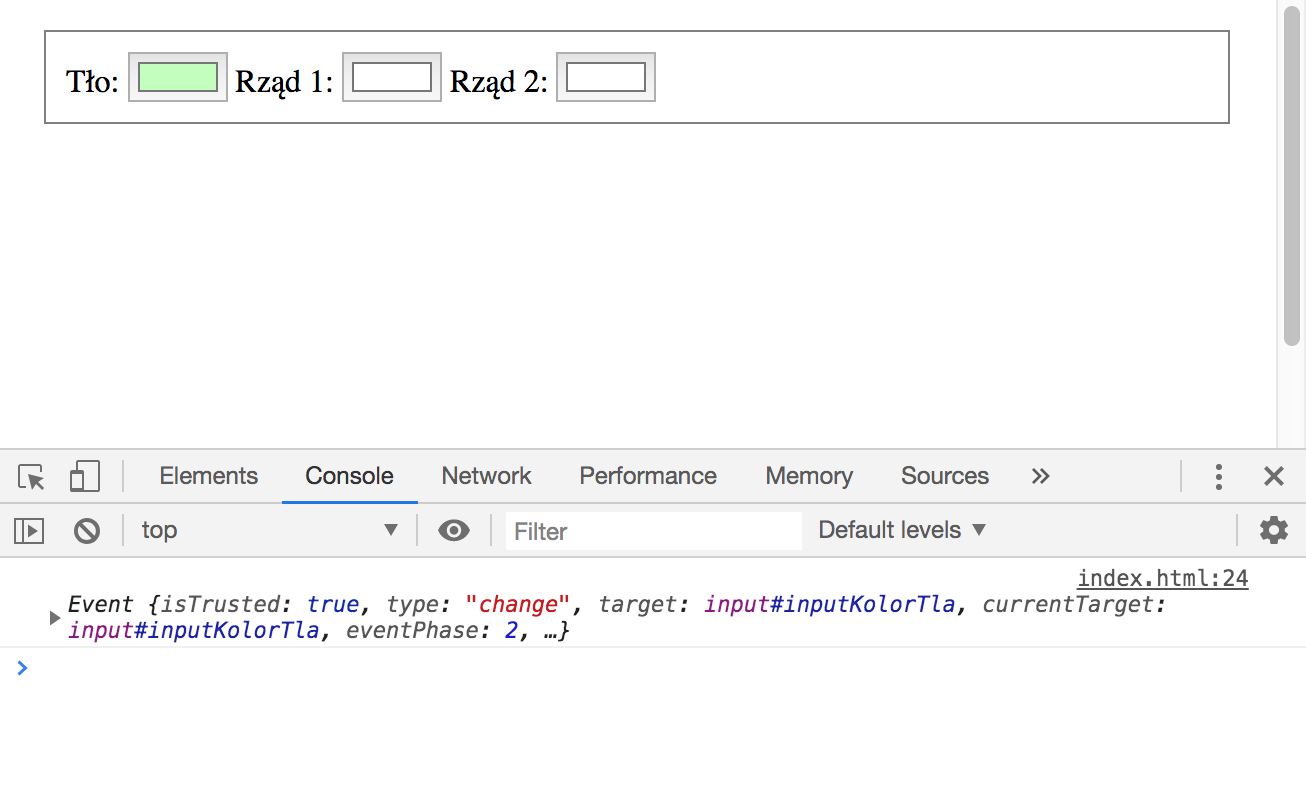 Tło: Rząd 1: Rząd 2:
Elements Console Network Performance Memory Sources »
top ▼ Filter Default levels ▼
index.html:24
Event {isTrusted: true, type: "change", target: input#inputKolorTla, currentTarget:
input#inputKolorTla, eventPhase: 2, …}